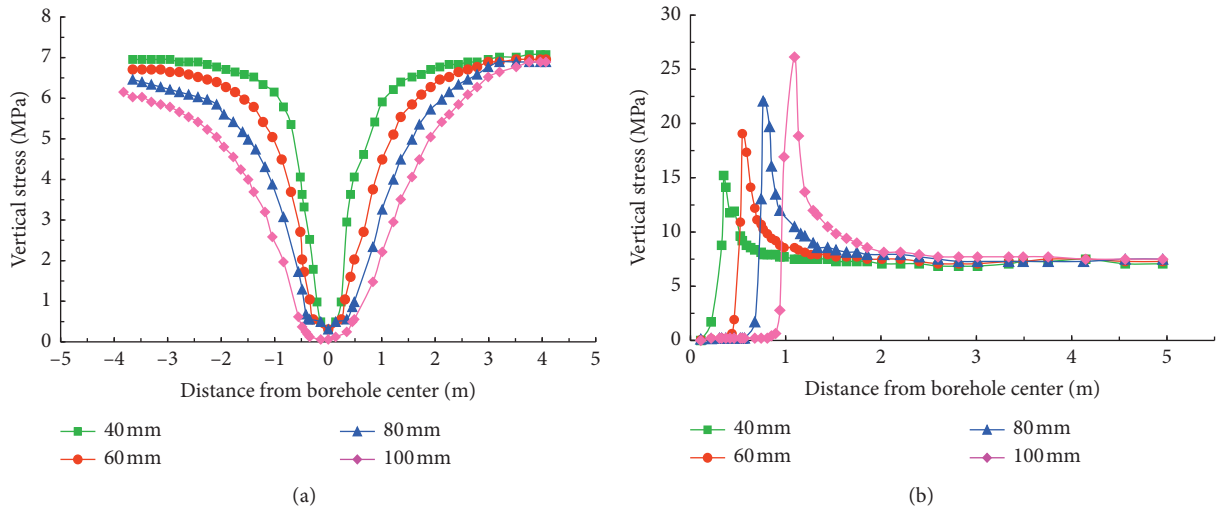 8
7
6
5
4
3
2
1
0
Vertical stress (MPa)
−5 −4 −3 −2 −1 0 1 2 3 4 5
Distance from borehole center (m)
40 mm
60 mm
80 mm
100 mm
(a)
30
25
20
15
10
5
0
Vertical stress (MPa)
0 1 2 3 4 5
Distance from borehole center (m)
40 mm
60 mm
80 mm
100 mm
(b)